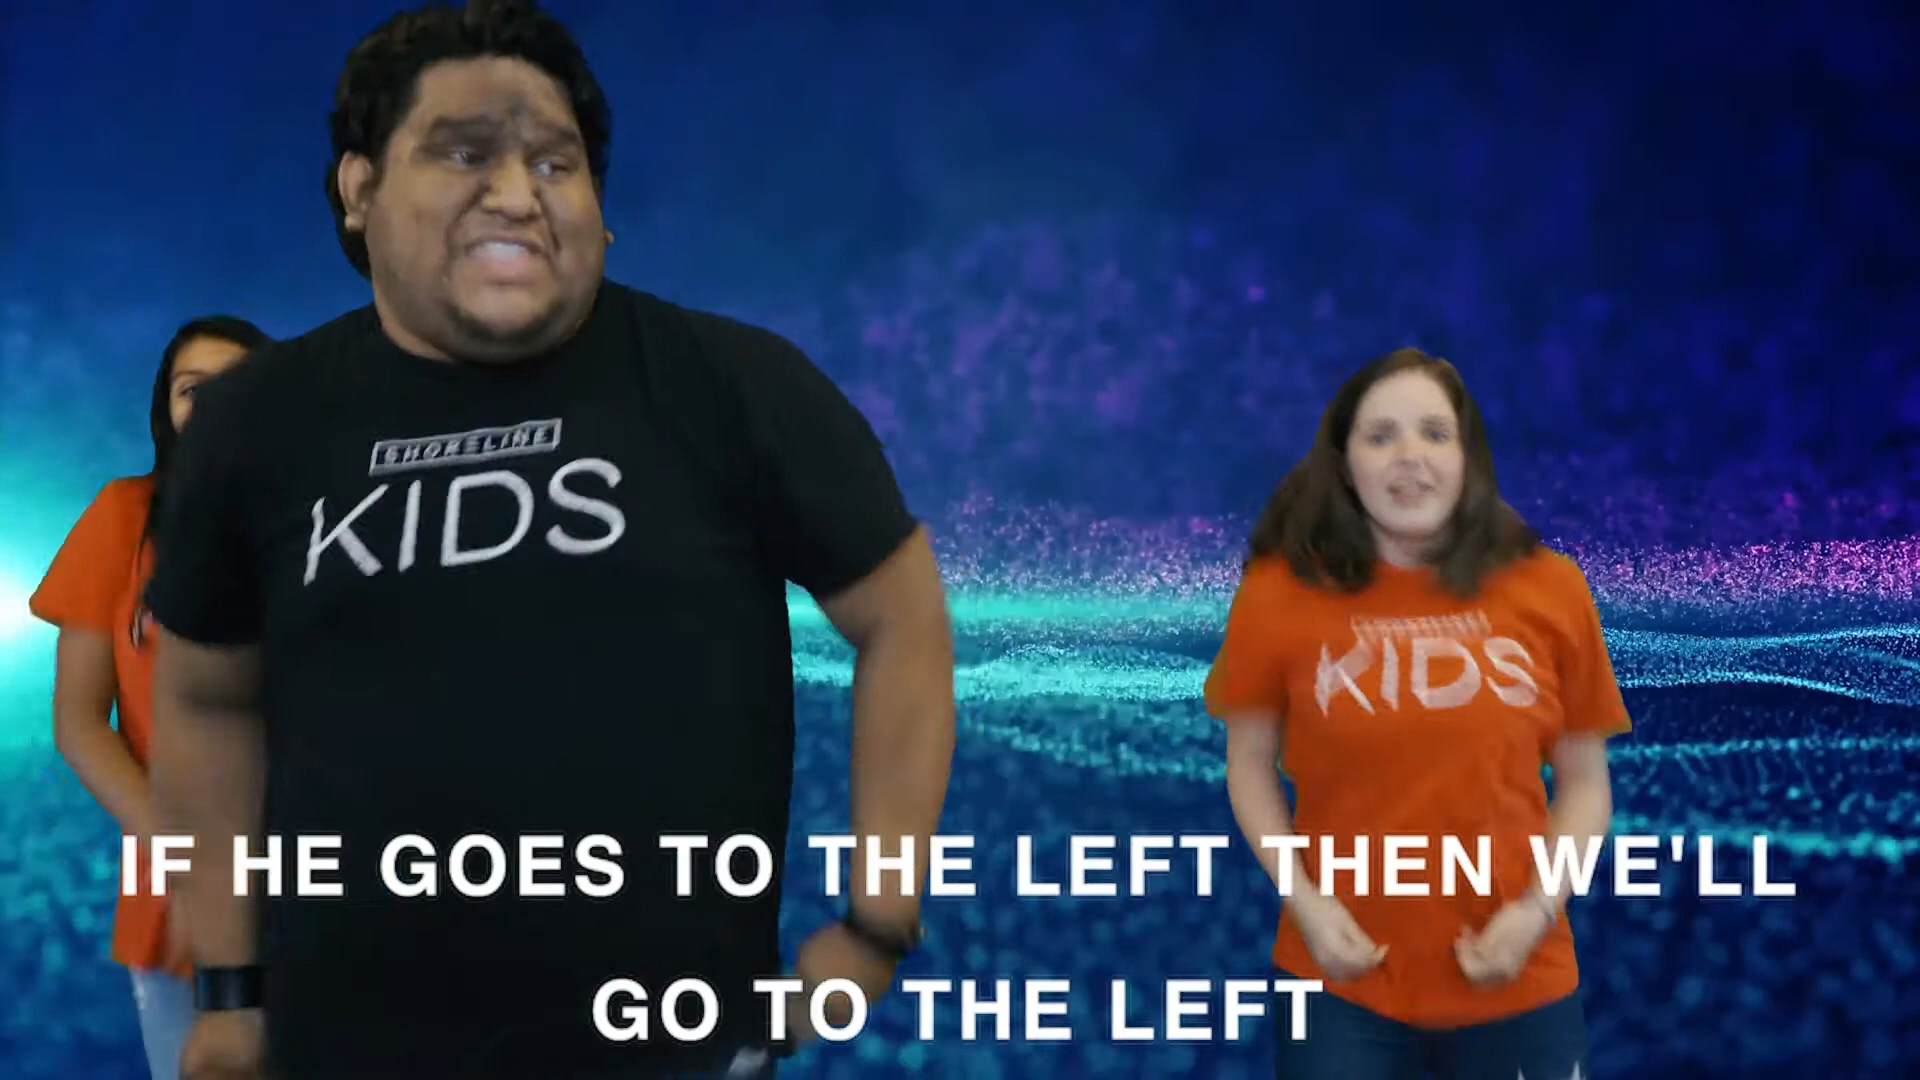 SHORELINE
KIDS
KIDS
IF HE GOES TO THE LEFT THEN WE'LL
GO TO THE LEFT